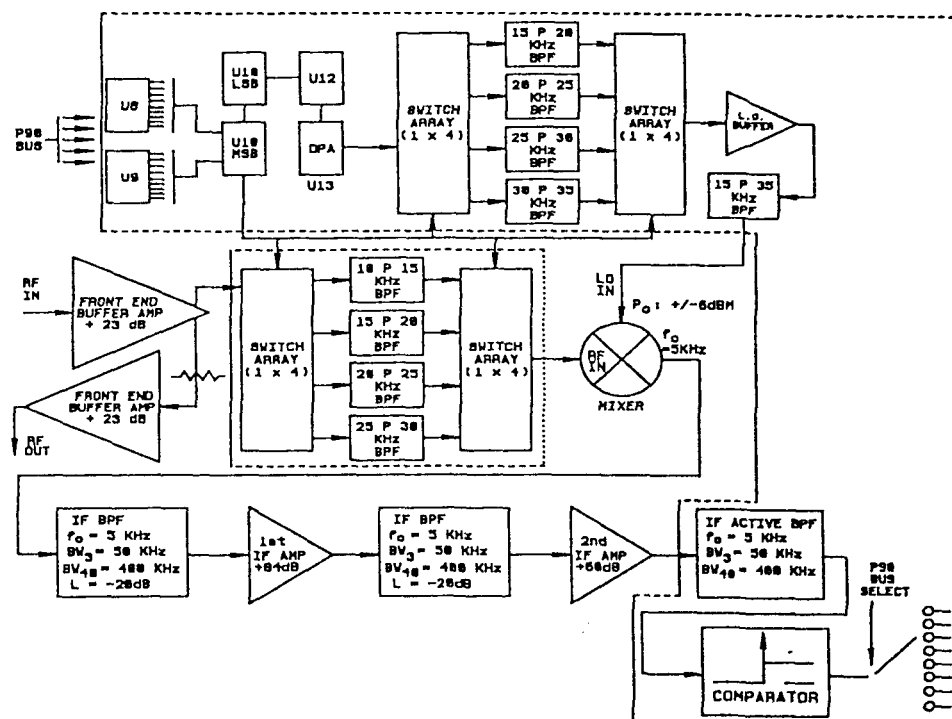 P90
BUS
U8
U9
U10
LSB
U10
MSB
U12
DPA
U13
SWITCH
ARRAY
(1 x 4)
15 P 20
KHz
BPF
20 P 25
KHz
BPF
25 P 30
KHz
BPF
30 P 35
KHz
BPF
SWITCH
ARRAY
(1 x 4)
L.O.
BUFFER
15 P 35
KHz
BPF
RF
IN
FRONT END
BUFFER AMP
+ 23 dB
FRONT END
BUFFER AMP
+ 23 dB
RF
OUT
SWITCH
ARRAY
(1 x 4)
10 P 15
KHz
BPF
15 P 20
KHz
BPF
20 P 25
KHz
BPF
25 P 30
KHz
BPF
SWITCH
ARRAY
(1 x 4)
LO
IN
Po: +/-6dBM
RF
IN
MIXER
fo
=5KHz
IF BPF
fo = 5 KHz
BW3 = 50 KHz
BW40 = 400 KHz
L = -20dB
1st
IF AMP
+84dB
IF BPF
fo = 5 KHz
BW3 = 50 KHz
BW40 = 400 KHz
L = -20dB
2nd
IF AMP
+60dB
IF ACTIVE BPF
fo = 5 KHz
BW3 = 50 KHz
BW40 = 400 KHz
P90
BUS
SELECT
COMPARATOR